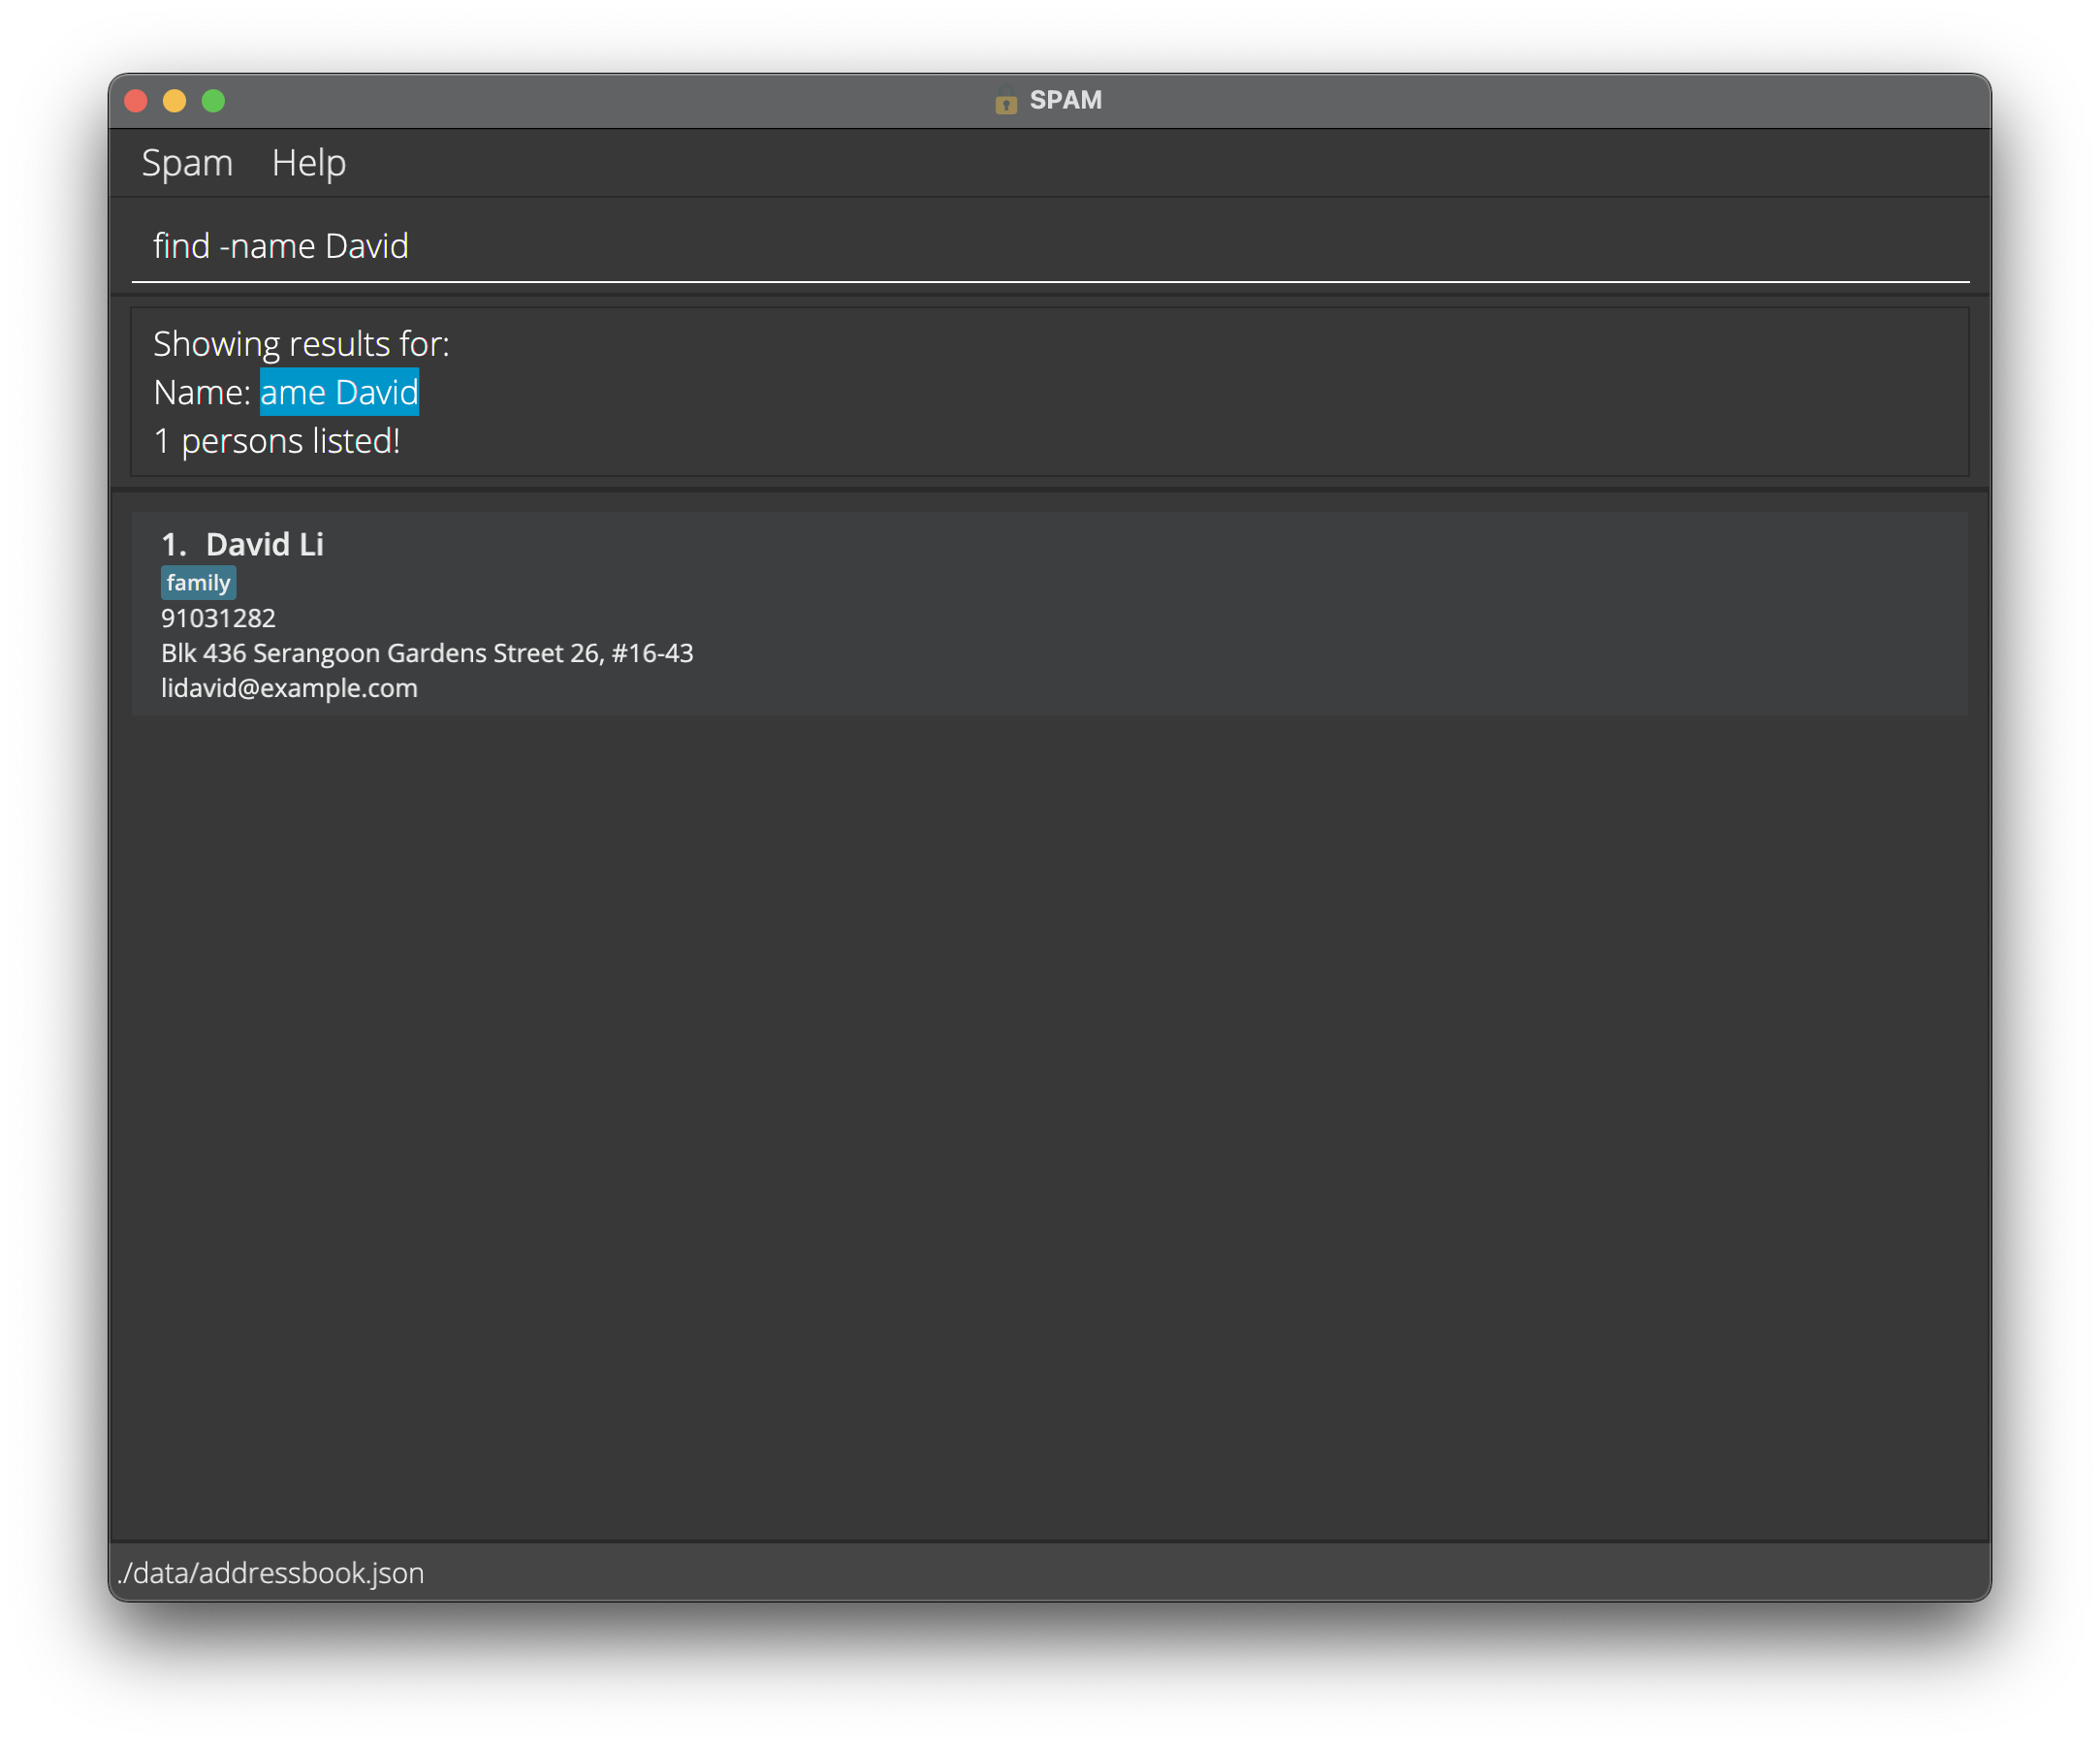 SPAM
Spam Help
find -name David
Showing results for:
Name: ame David
1 persons listed!
1. David Li
family
91031282
Blk 436 Serangoon Gardens Street 26, #16-43
lidavid@example.com
./data/addressbook.json